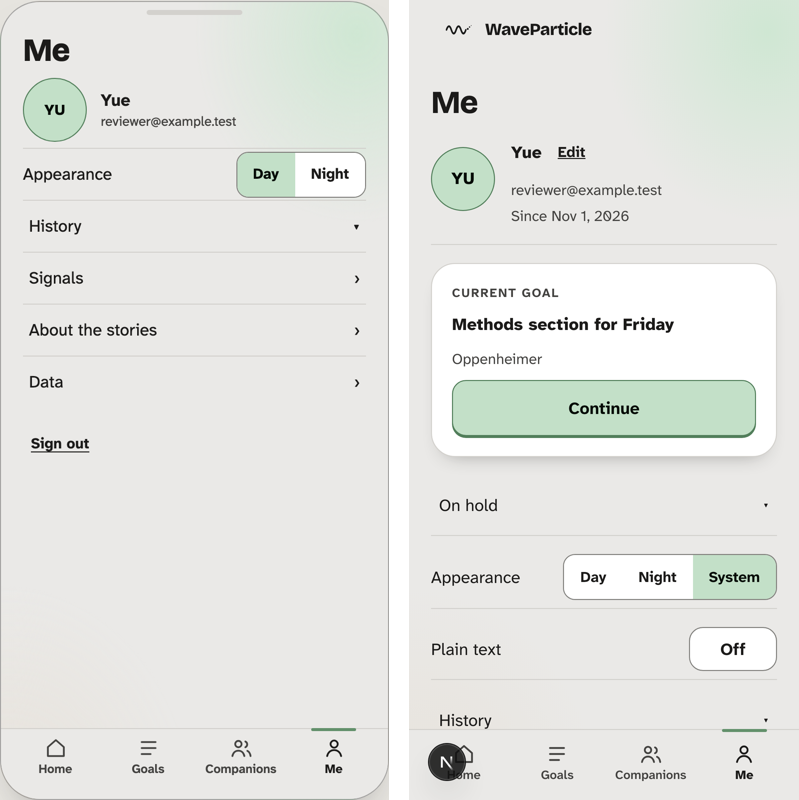 Me
YU
Yue
reviewer@example.test
Appearance
Day
Night
History
Signals
About the stories
Data
Sign out
Home
Goals
Companions
Me
WaveParticle
Me
YU
Yue Edit
reviewer@example.test
Since Nov 1, 2026
CURRENT GOAL
Methods section for Friday
Oppenheimer
Continue
On hold
Appearance
Day
Night
System
Plain text
Off
History
N
Home
Goals
Companions
Me